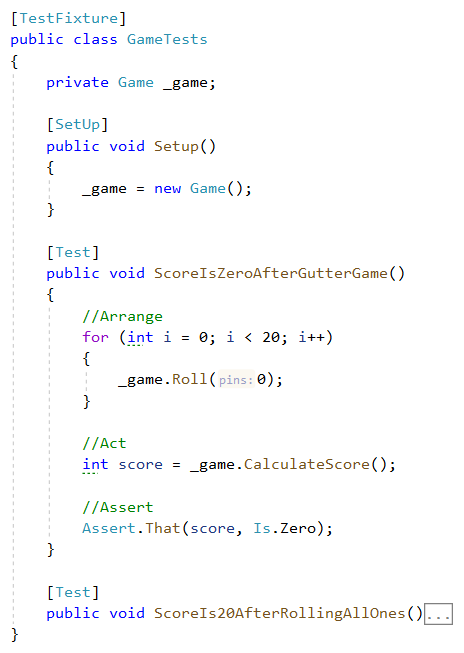 [TestFixture]
public class GameTests
{
    private Game _game;

    [SetUp]
    public void Setup()
    {
        _game = new Game();
    }

    [Test]
    public void ScoreIsZeroAfterGutterGame()
    {
        //Arrange
        for (int i = 0; i < 20; i++)
        {
            _game.Roll(pins:0);
        }

        //Act
        int score = _game.CalculateScore();

        //Assert
        Assert.That(score, Is.Zero);
    }

    [Test]
    public void ScoreIs20AfterRollingAllOnes()...
}